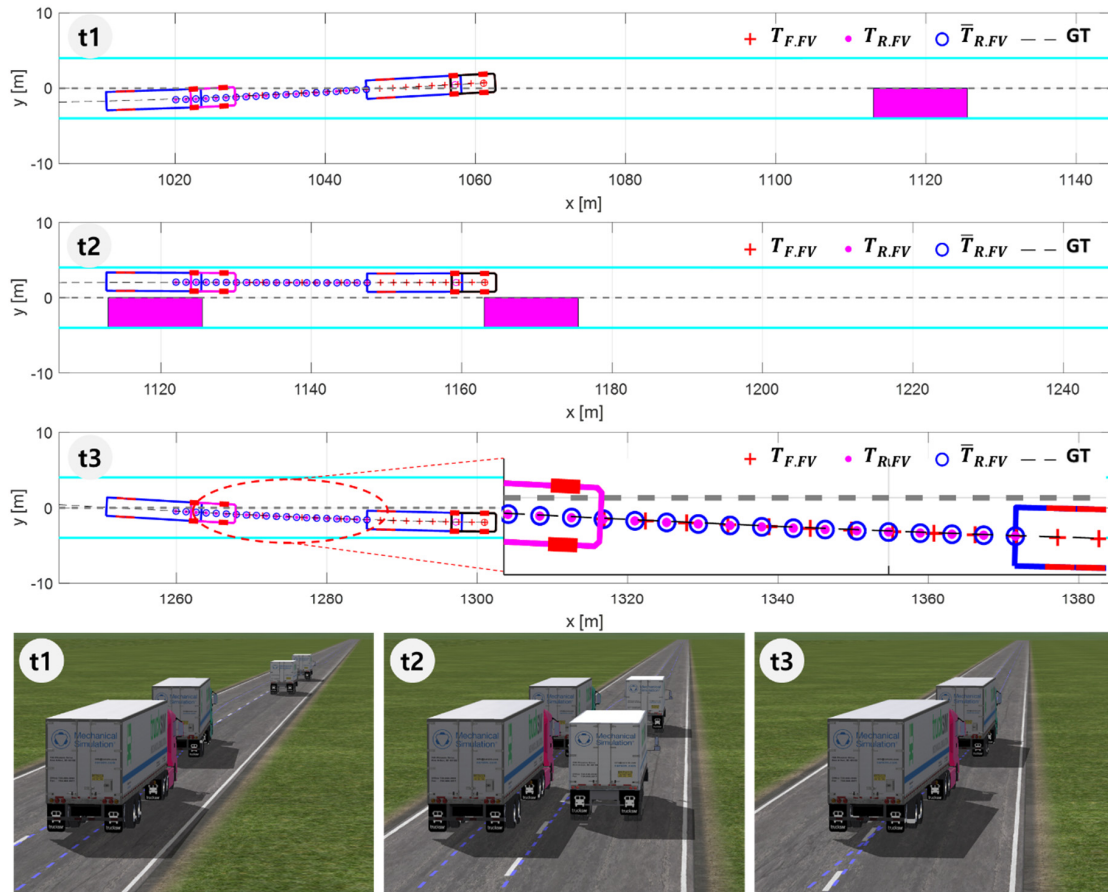 t1
10
0
-10
y [m]
+ T_F.FV • T_R.FV ○ T̅_R.FV — — GT
1020 1040 1060 1080 1100 1120 1140
x [m]
t2
10
0
-10
y [m]
+ T_F.FV • T_R.FV ○ T̅_R.FV — — GT
1120 1140 1160 1180 1200 1220 1240
x [m]
t3
10
0
-10
y [m]
+ T_F.FV • T_R.FV ○ T̅_R.FV — — GT
1260 1280 1300 1320 1340 1360 1380
x [m]
t1
Mechanical
Simulation
t2
Mechanical
Simulation
t3
Mechanical
Simulation